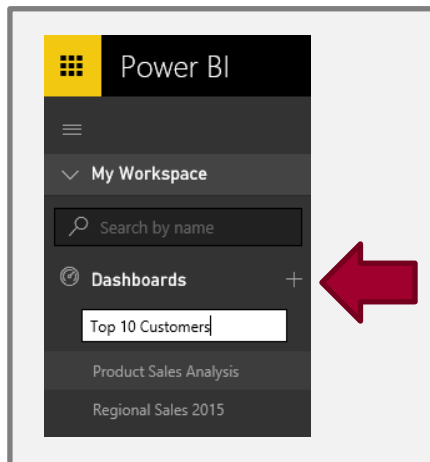 Power BI
My Workspace
Search by name
Dashboards
Top 10 Customers
Product Sales Analysis
Regional Sales 2015